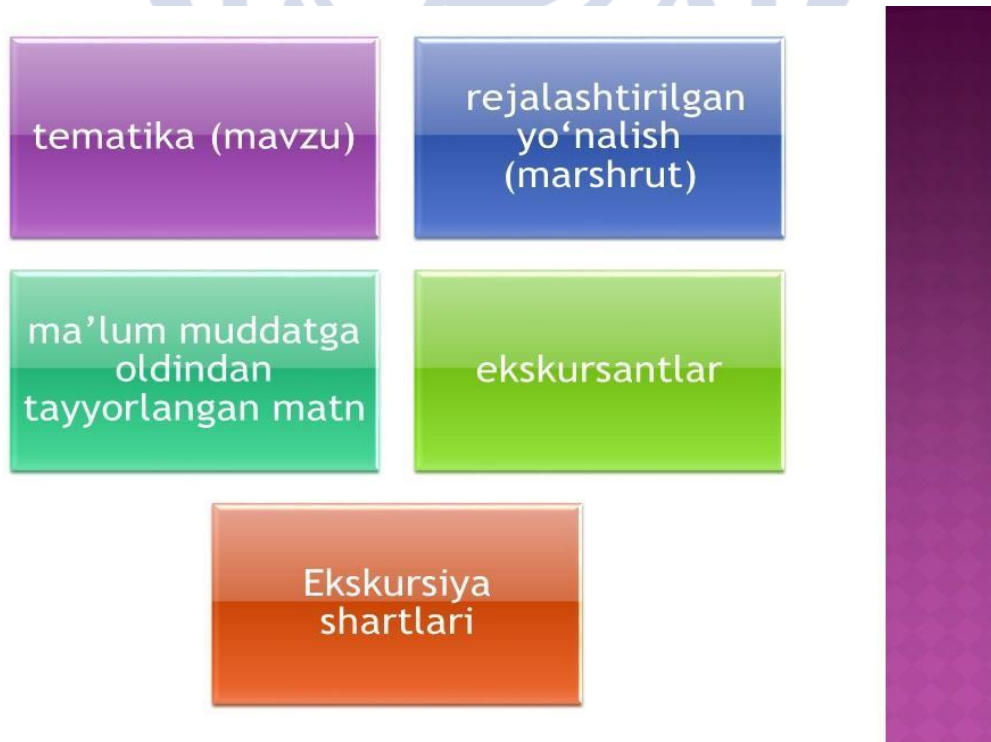 tematika (mavzu)
rejalashtirilgan
yo‘nalish
(marshrut)
ma’lum muddatga
oldindan
tayyorlangan matn
ekskursantlar
Ekskursiya
shartlari